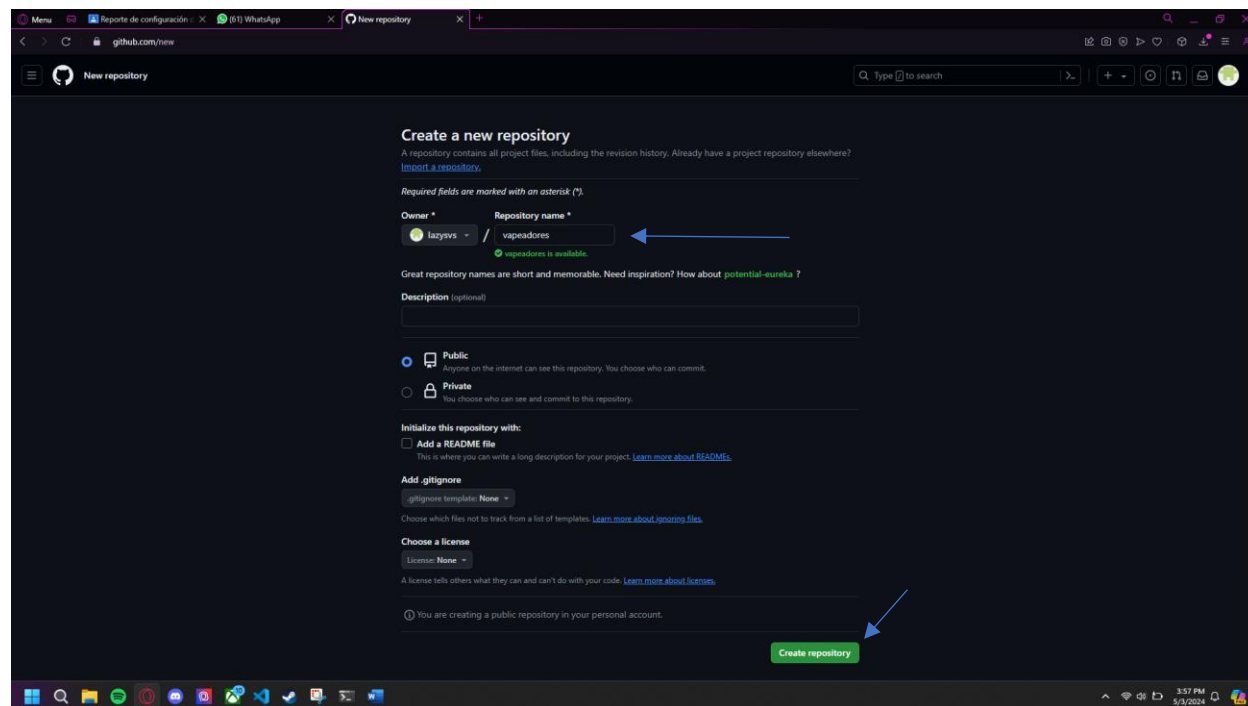 Menu Reporte de configuración d (61) WhatsApp New repository
github.com/new
New repository Type / to search
Create a new repository
A repository contains all project files, including the revision history. Already have a project repository elsewhere?
Import a repository.
Required fields are marked with an asterisk (*).
Owner * Repository name *
lazysvs / vapeadores
vapeadores is available.
Great repository names are short and memorable. Need inspiration? How about potential-eureka ?
Description (optional)
Public
Anyone on the internet can see this repository. You choose who can commit.
Private
You choose who can see and commit to this repository.
Initialize this repository with:
Add a README file
This is where you can write a long description for your project. Learn more about READMEs.
Add .gitignore
.gitignore template: None
Choose which files not to track from a list of templates. Learn more about ignoring files.
Choose a license
License: None
A license tells others what they can and can't do with your code. Learn more about licenses.
You are creating a public repository in your personal account.
Create repository
3:57 PM
5/3/2024